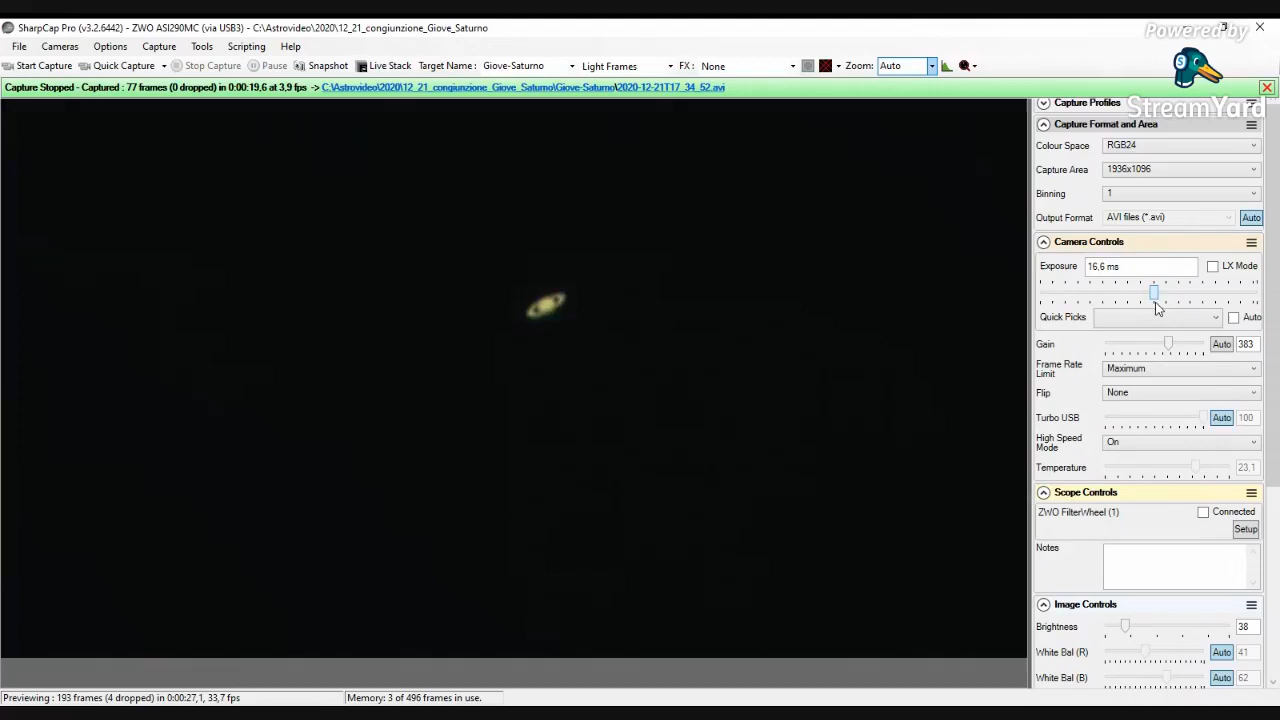 SharpCap Pro (v3.2.6442) - ZWO ASI290MC (via USB3) - C:\Astrovideo\2020\12_21_congiunzione_Giove_Saturno
Powered by
File Cameras Options Capture Tools Scripting Help
Start Capture Quick Capture Stop Capture Pause Snapshot Live Stack Target Name: Giove-Saturno Light Frames FX: None Zoom: Auto
StreamYard
Capture Stopped - Captured : 77 frames (0 dropped) in 0:00:19,6 at 3,9 fps -> C:\Astrovideo\2020\12_21_congiunzione_Giove_Saturno\Giove-Saturno\2020-12-21T17_34_52.avi
Capture Profiles
Capture Format and Area
Colour Space RGB24
Capture Area 1936x1096
Binning 1
Output Format AVI files (*.avi) Auto
Camera Controls
Exposure 16,6 ms LX Mode
Quick Picks Auto
Gain Auto 383
Frame Rate
Limit Maximum
Flip None
Turbo USB Auto 100
High Speed
Mode On
Temperature 23,1
Scope Controls
ZWO FilterWheel (1) Connected
Setup
Notes
Image Controls
Brightness 38
White Bal (R) Auto 41
White Bal (B) Auto 62
Previewing : 193 frames (4 dropped) in 0:00:27,1, 33,7 fps Memory: 3 of 496 frames in use.